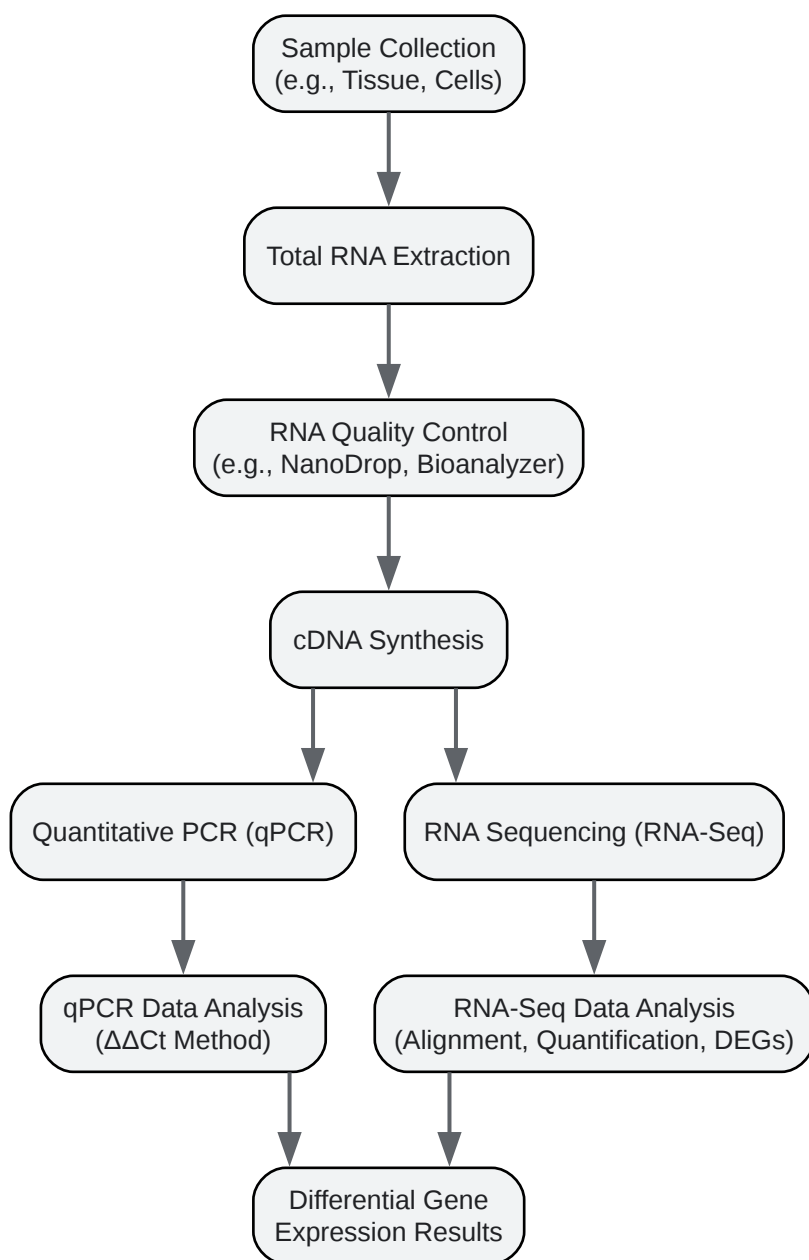 Sample Collection
(e.g., Tissue, Cells)
Total RNA Extraction
RNA Quality Control
(e.g., NanoDrop, Bioanalyzer)
cDNA Synthesis
Quantitative PCR (qPCR)
RNA Sequencing (RNA-Seq)
qPCR Data Analysis
(ΔΔCt Method)
RNA-Seq Data Analysis
(Alignment, Quantification, DEGs)
Differential Gene
Expression Results